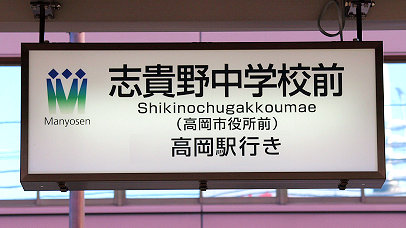 志貴野中学校前
Shikinochugakkoumae
(高岡市役所前)
高岡駅行き
Manyosen